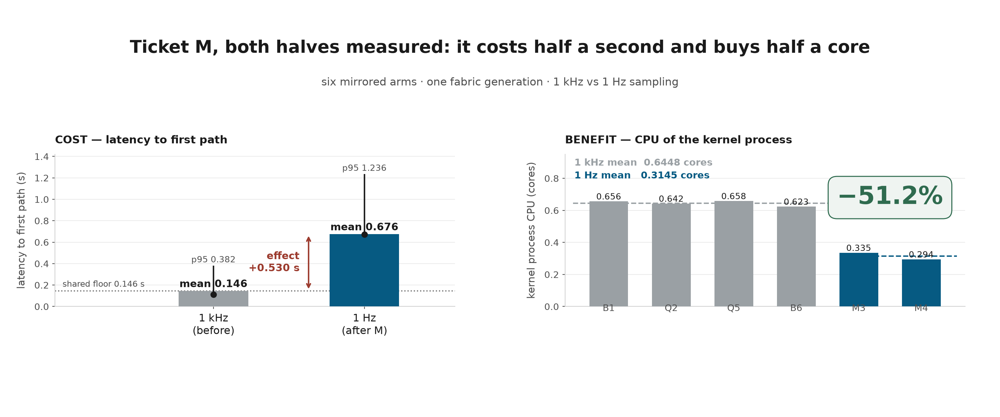 Ticket M, both halves measured: it costs half a second and buys half a core
six mirrored arms · one fabric generation · 1 kHz vs 1 Hz sampling
COST — latency to first path
latency to first path (s)
1.4
1.2
1.0
0.8
0.6
0.4
0.2
0.0
p95 1.236
mean 0.676
effect
+0.530 s
p95 0.382
mean 0.146
shared floor 0.146 s
1 kHz
(before)
1 Hz
(after M)
BENEFIT — CPU of the kernel process
kernel process CPU (cores)
0.8
0.6
0.4
0.2
0.0
1 kHz mean 0.6448 cores
1 Hz mean 0.3145 cores
−51.2%
0.656
0.642
0.658
0.623
0.335
0.294
B1
Q2
Q5
B6
M3
M4